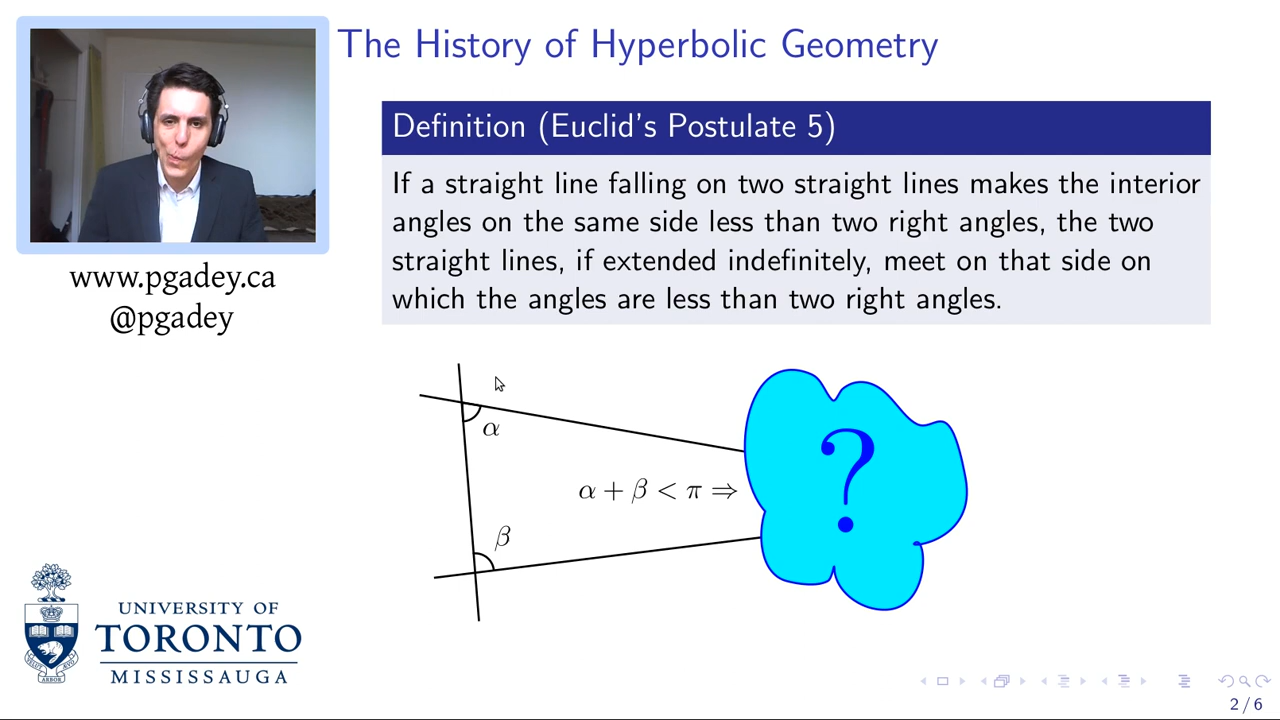 The History of Hyperbolic Geometry
Definition (Euclid's Postulate 5)
If a straight line falling on two straight lines makes the interior
angles on the same side less than two right angles, the two
straight lines, if extended indefinitely, meet on that side on
which the angles are less than two right angles.
www.pgadey.ca
@pgadey
α
α + β < π ⇒
β
?
UNIVERSITY OF
TORONTO
MISSISSAUGA
2 / 6